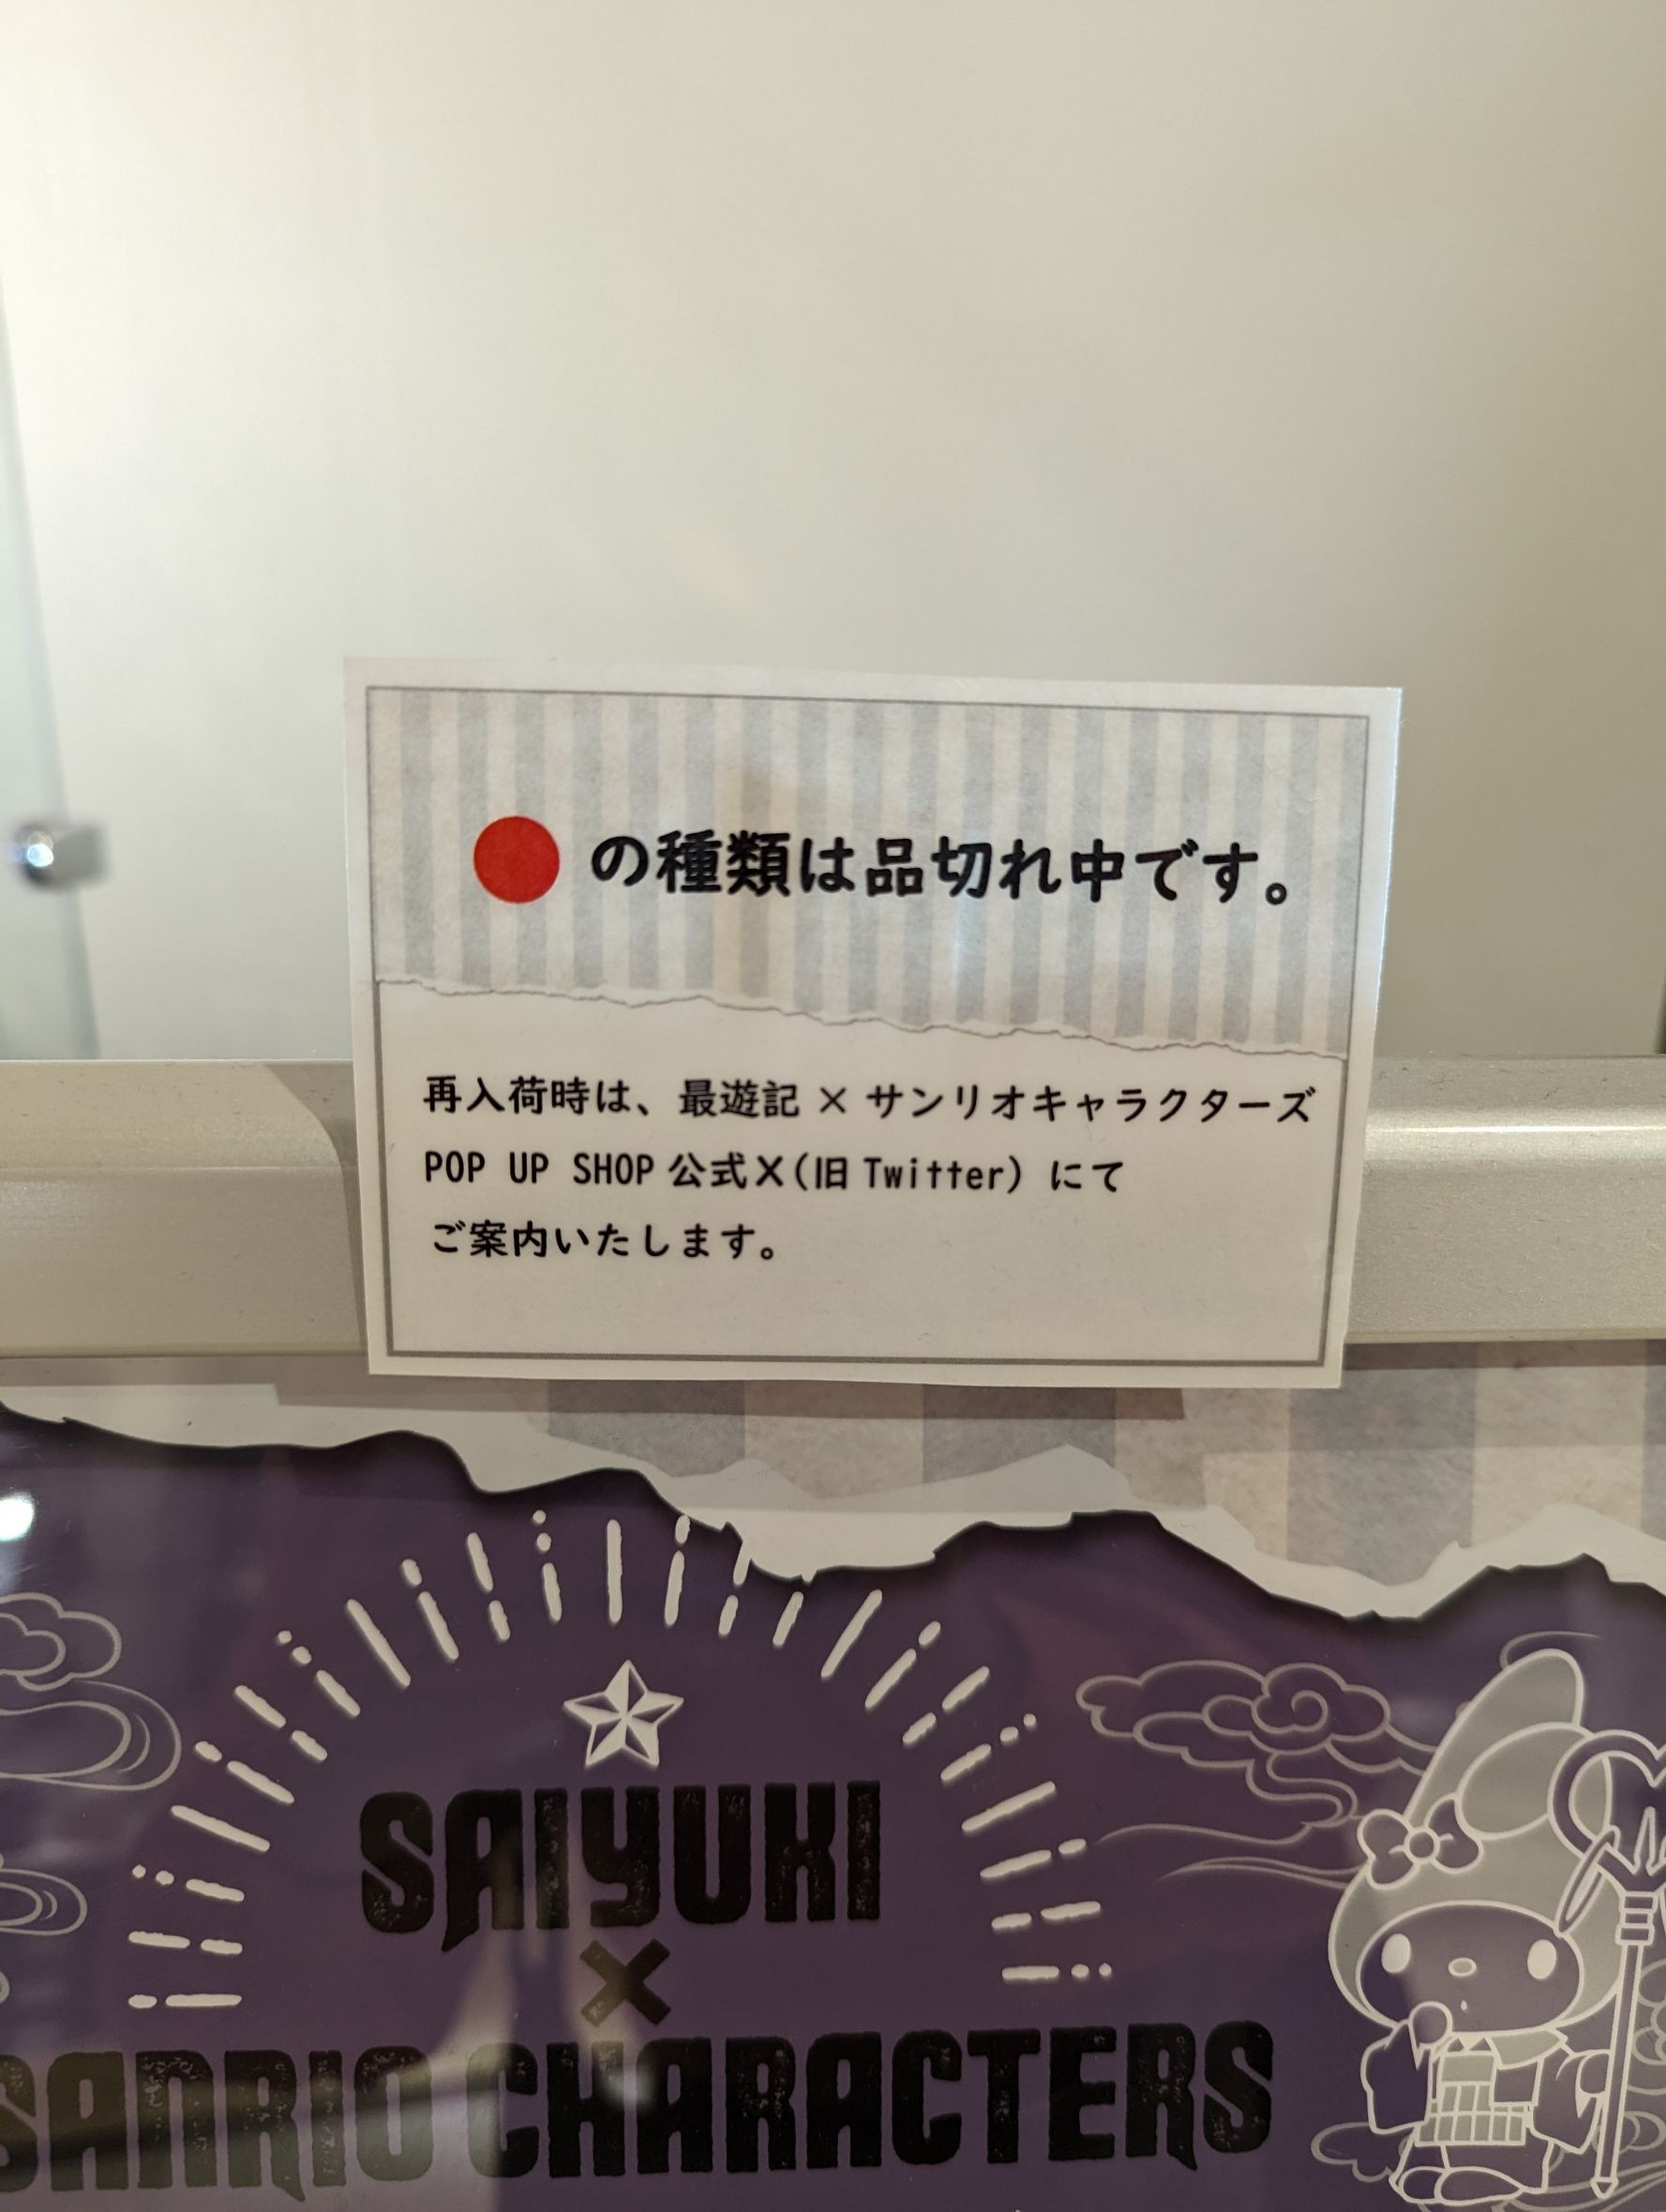 ●の種類は品切れ中です。
再入荷時は、最遊記 × サンリオキャラクターズ
POP UP SHOP 公式X(旧 Twitter) にて
ご案内いたします。
SAIYUKI
×
SANRIO CHARACTERS